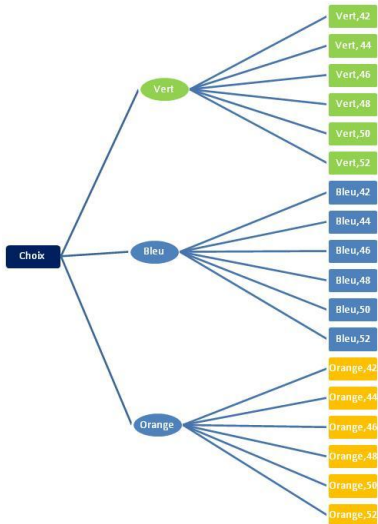 Choix
Vert
Vert,42
Vert, 44
Vert,46
Vert,48
Vert,50
Vert,52
Bleu
Bleu,42
Bleu,44
Bleu,46
Bleu,48
Bleu,50
Bleu,52
Orange
Orange,42
Orange,44
Orange,46
Orange,48
Orange,50
Orange,52